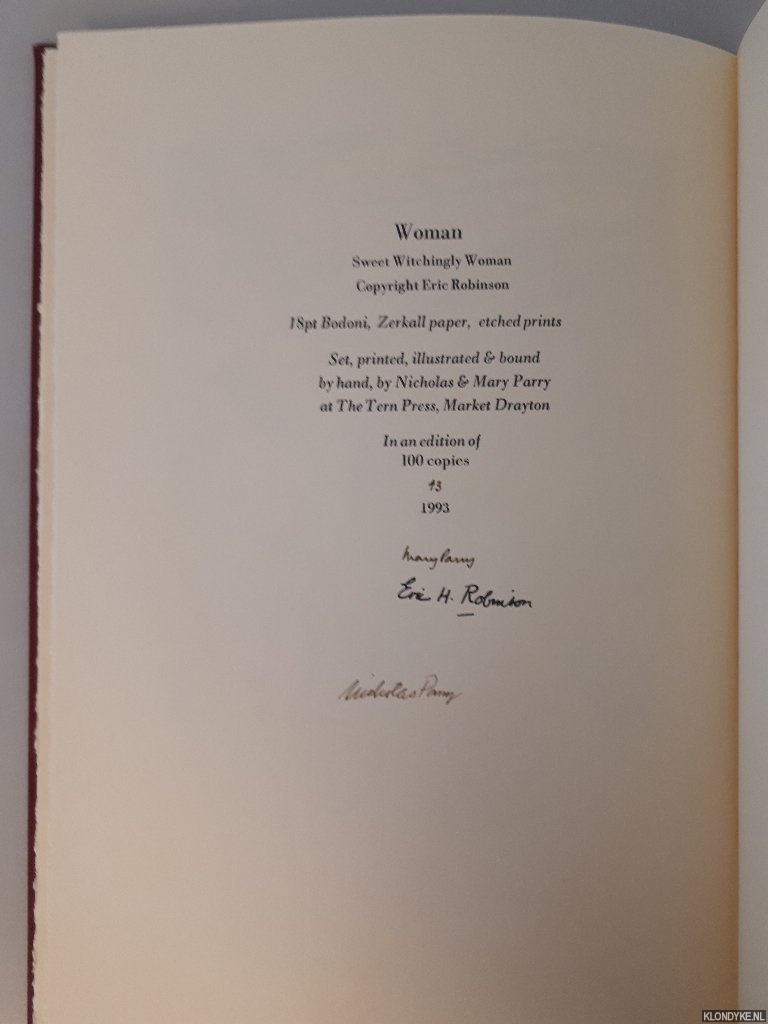 Woman
Sweet Witchingly Woman
Copyright Eric Robinson
18pt Bodoni, Zerkall paper, etched prints
Set, printed, illustrated & bound
by hand, by Nicholas & Mary Parry
at The Tern Press, Market Drayton
In an edition of
100 copies
93
1993
Mary Parry
Eric H. Robinson
Nicholas Parry
KLONDYKE.NL